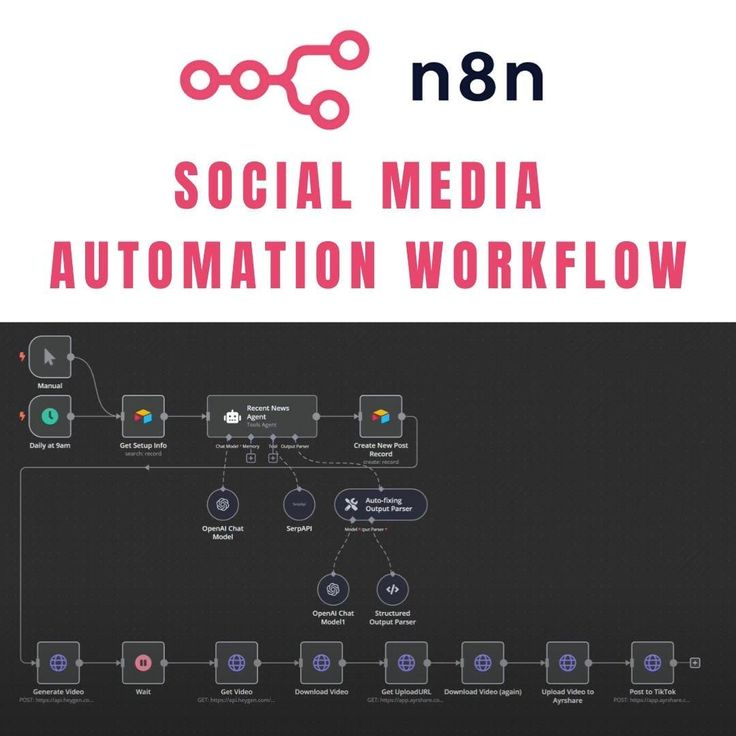 n8n
SOCIAL MEDIA
AUTOMATION WORKFLOW
Manual
Daily at 9am
Get Setup Info
search: record
Recent News
Agent
Tools Agent
Chat Model * Memory Tool Output Parser
Create New Post
Record
create: record
OpenAI Chat
Model
SerpAPI
SerpAPI
Auto-fixing
Output Parser
Model * put Parser *
OpenAI Chat
Model1
Structured
Output Parser
Generate Video
POST: https://api.heygen.co...
Wait
Get Video
GET: https://api.heygen.com/...
Download Video
Get UploadURL
GET: https://app.ayrshare.co...
Download Video (again)
Upload Video to
Ayrshare
Post to TikTok
POST: https://app.ayrshare.c...